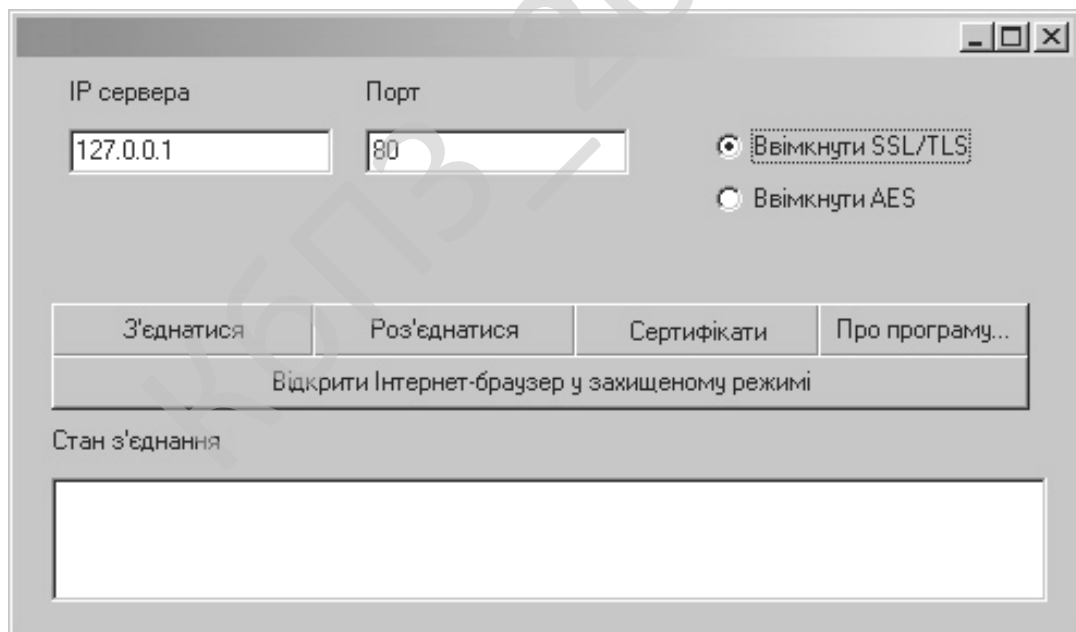 IP сервера Порт
127.0.0.1 80
Ввімкнути SSL/TLS
Ввімкнути AES
З'єднатися Роз'єднатися Сертифікати Про програму...
Відкрити Інтернет-браузер у захищеному режимі
Стан з'єднання